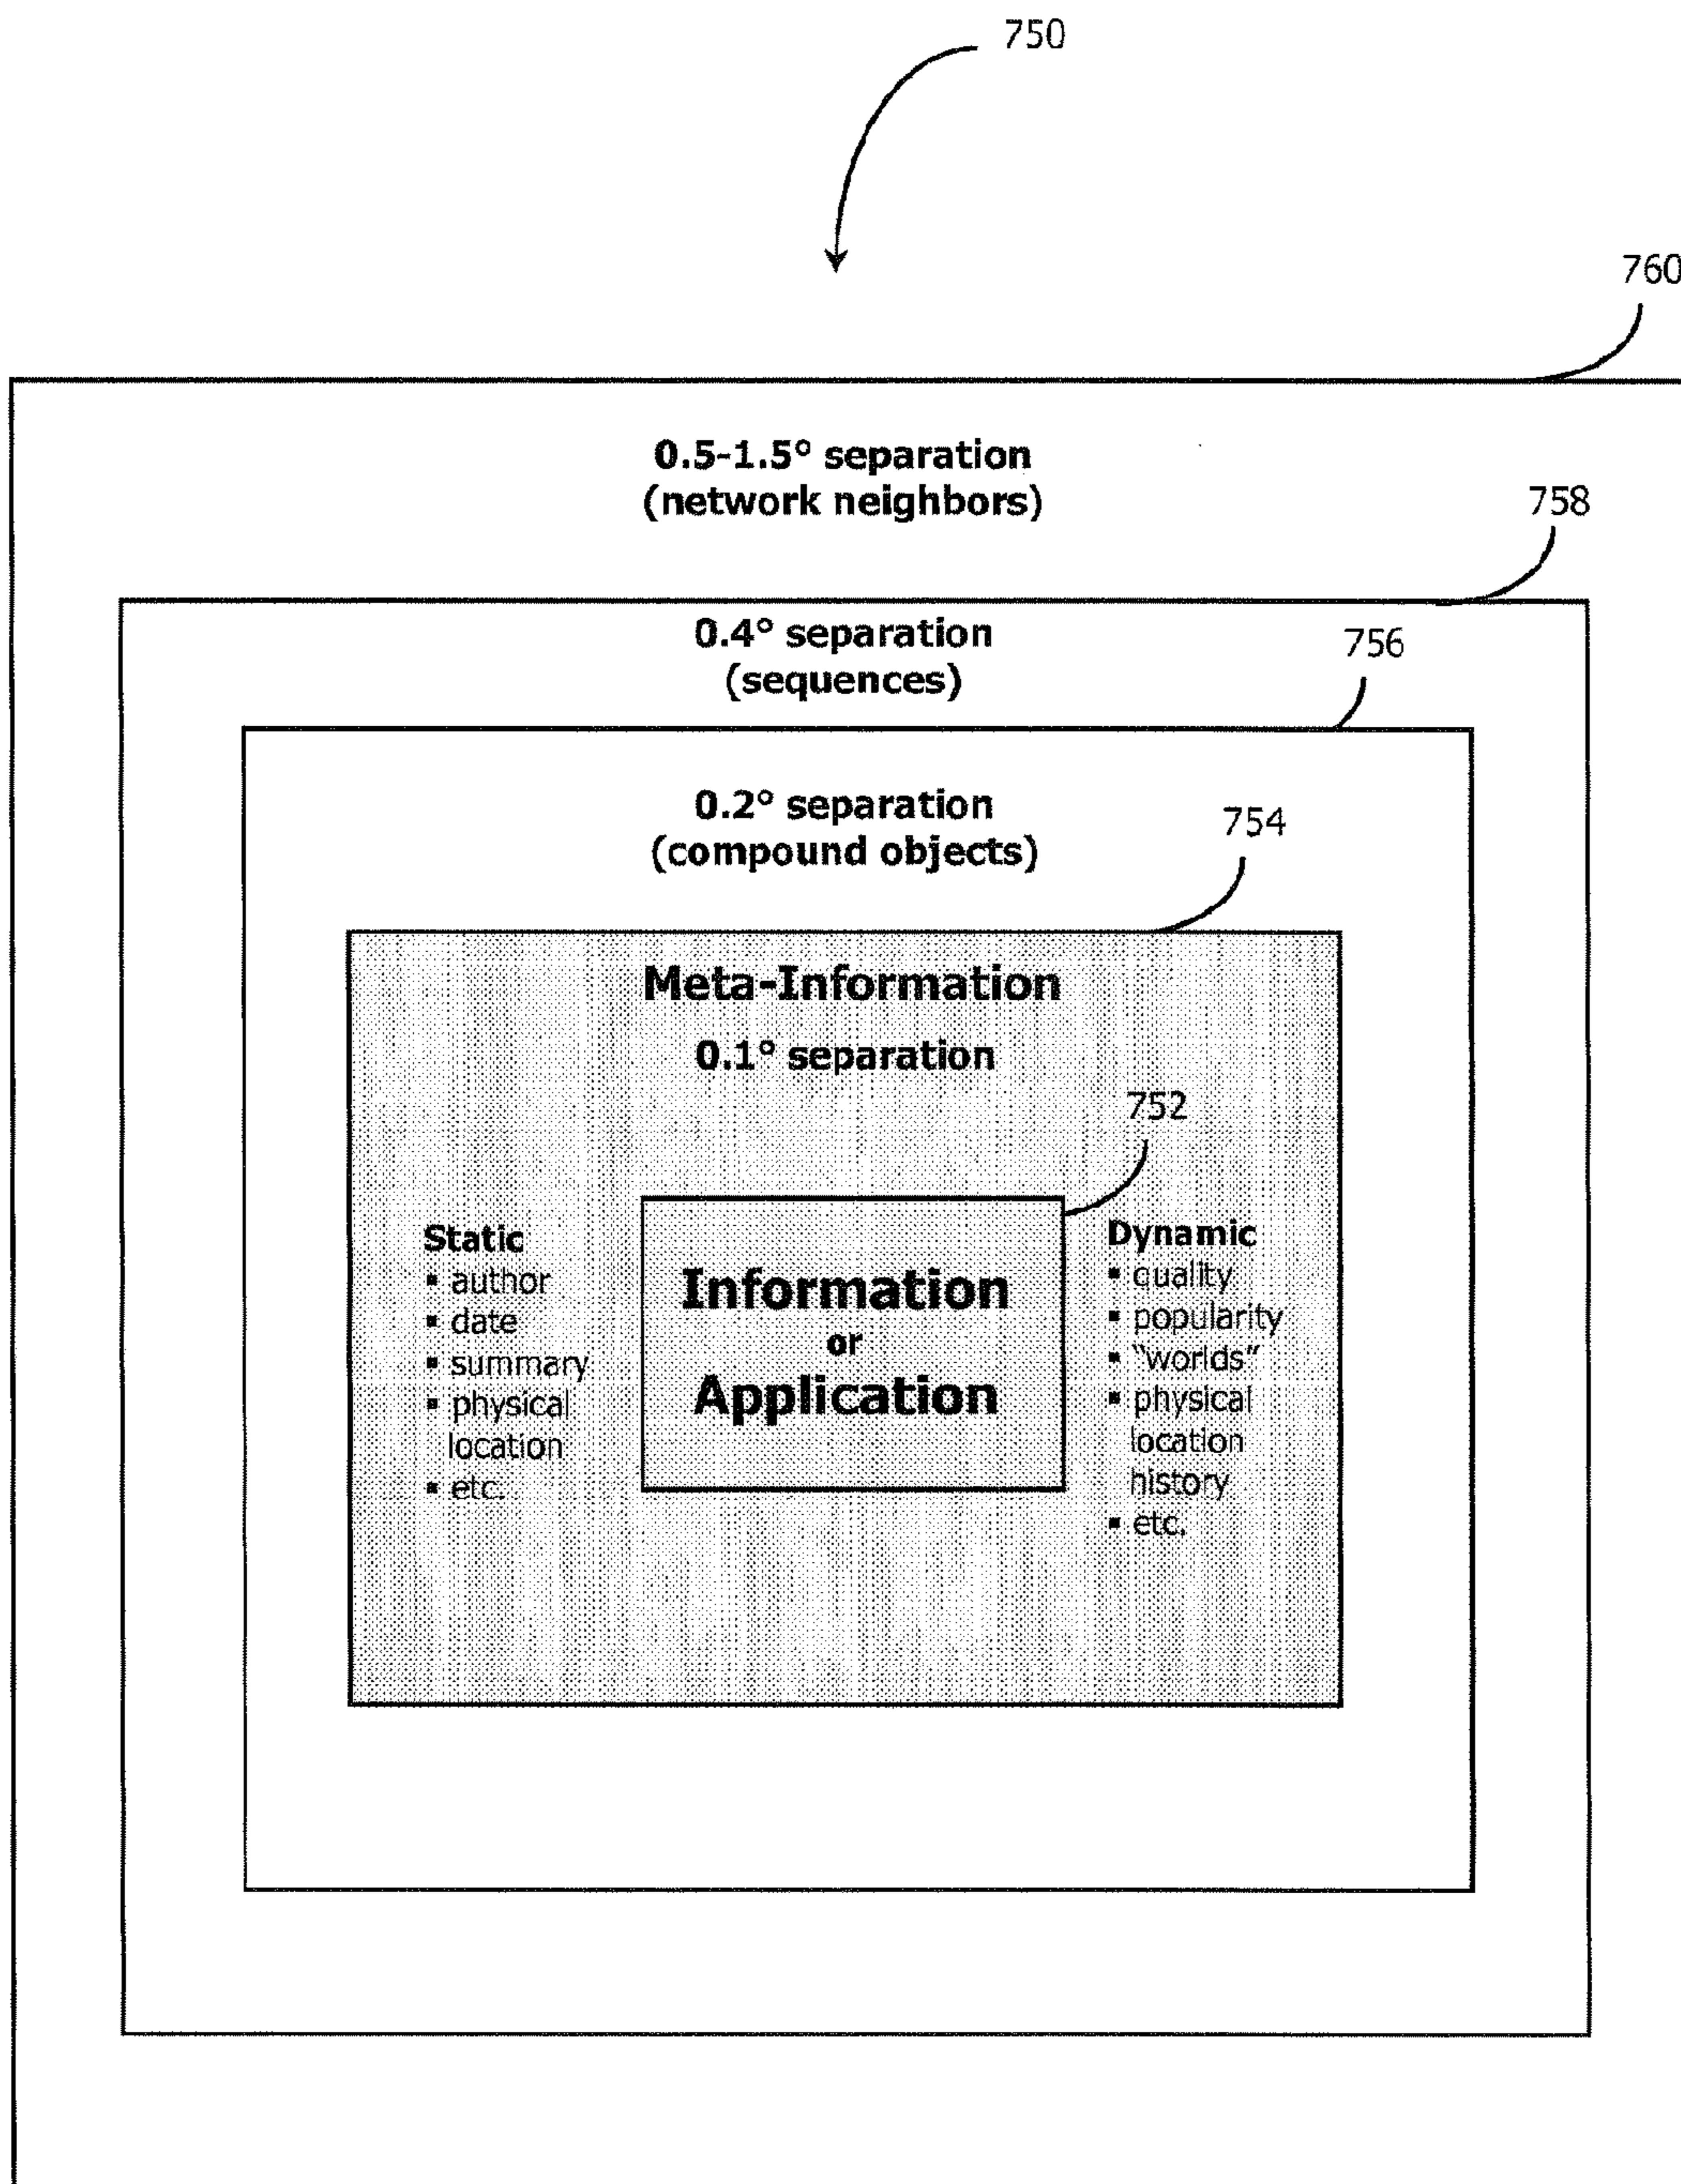 750
760
0.5-1.5° separation
(network neighbors)
758
0.4° separation
(sequences)
756
0.2° separation
(compound objects)
754
Meta-Information
0.1° separation
752
Static
▪ author
▪ date
▪ summary
▪ physical
location
▪ etc.
Information
or
Application
Dynamic
▪ quality
▪ popularity
▪ “worlds”
▪ physical
location
history
▪ etc.